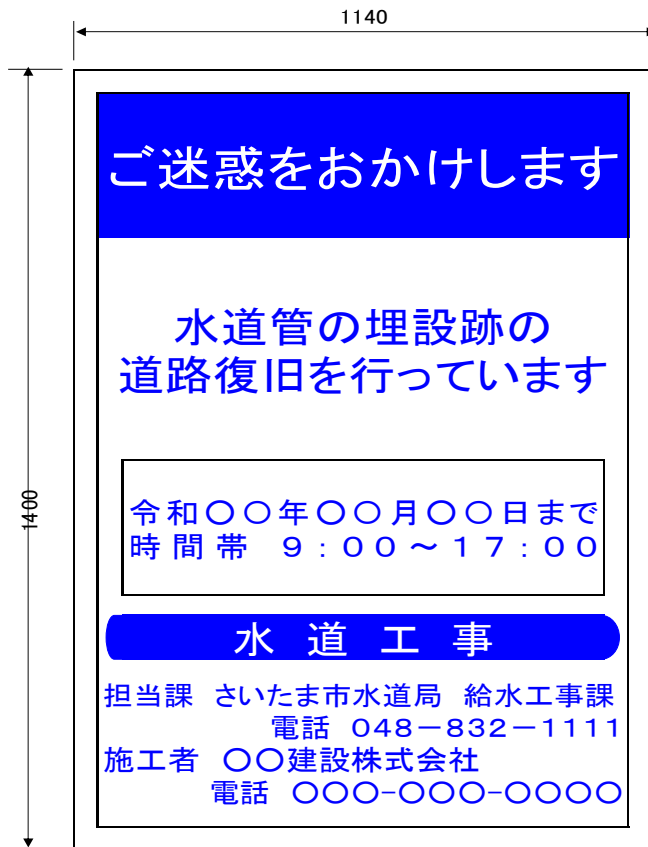 1140
1400
ご迷惑をおかけします
水道管の埋設跡の
道路復旧を行っています
令和〇〇年〇〇月〇〇日まで
時間帯 9:00~17:00
水道工事
担当課 さいたま市水道局 給水工事課
電話 048-832-1111
施工者 〇〇建設株式会社
電話 〇〇〇-〇〇〇-〇〇〇〇